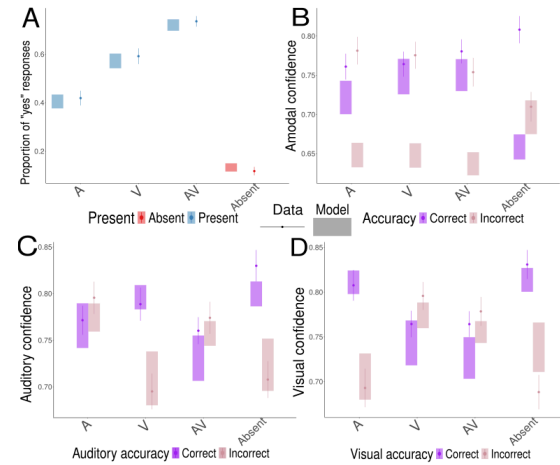 A
Proportion of "yes" responses
0.6
0.4
0.2
A
V
AV
Absent
Present
Absent
Present
B
Amodal confidence
0.80
0.75
0.70
0.65
A
V
AV
Absent
Accuracy
Correct
Incorrect
Data
Model
C
Auditory confidence
0.85
0.80
0.75
0.70
A
V
AV
Absent
Auditory accuracy
Correct
Incorrect
D
Visual confidence
0.85
0.80
0.75
0.70
A
V
AV
Absent
Visual accuracy
Correct
Incorrect